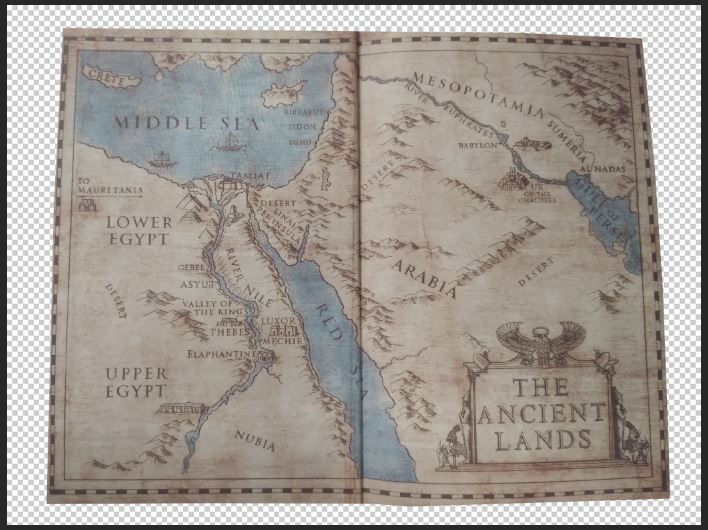 CRETE
MIDDLE SEA
SIDON
USHU
TO
MAURITANIA
TAMIAT
LOWER
EGYPT
DESERT
SINAI
PENINSULA
RIVER NILE
GEBEL
ASYUT
DESERT
VALLEY OF
THE KINGS
THEBES
LUXOR
MECHIR
ELAPHANTINE
UPPER
EGYPT
NUBIA
RED SEA
MESOPOTAMIA
RIVER EUPHRATES
SUMERIA
BABYLON
AL NADAS
UR
OF THE
CHALDEES
GULF OF
PERSIA
DESERT
ARABIA
DESERT
THE
ANCIENT
LANDS